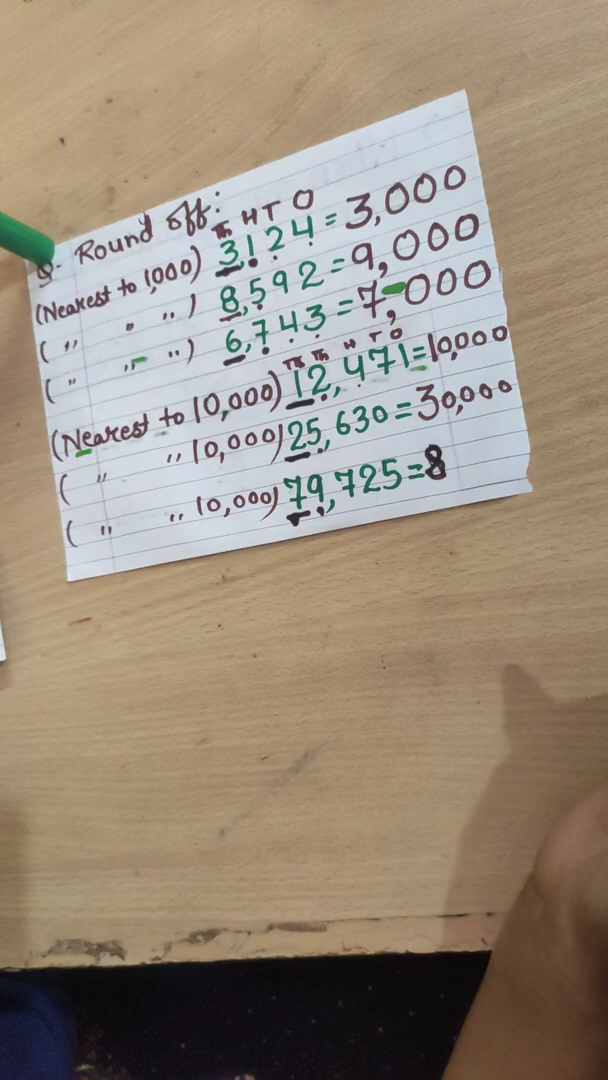 Q. Round off:
Th H T O
(Nearest to 1,000) 3,124 = 3,000
( " " " ) 8,592 = 9,000
( " " " ) 6,743 = 7,000
T.Th Th H T O
(Nearest to 10,000) 12,471 = 10,000
( " " 10,000) 25,630 = 30,000
( " " 10,000) 79,725 = 8